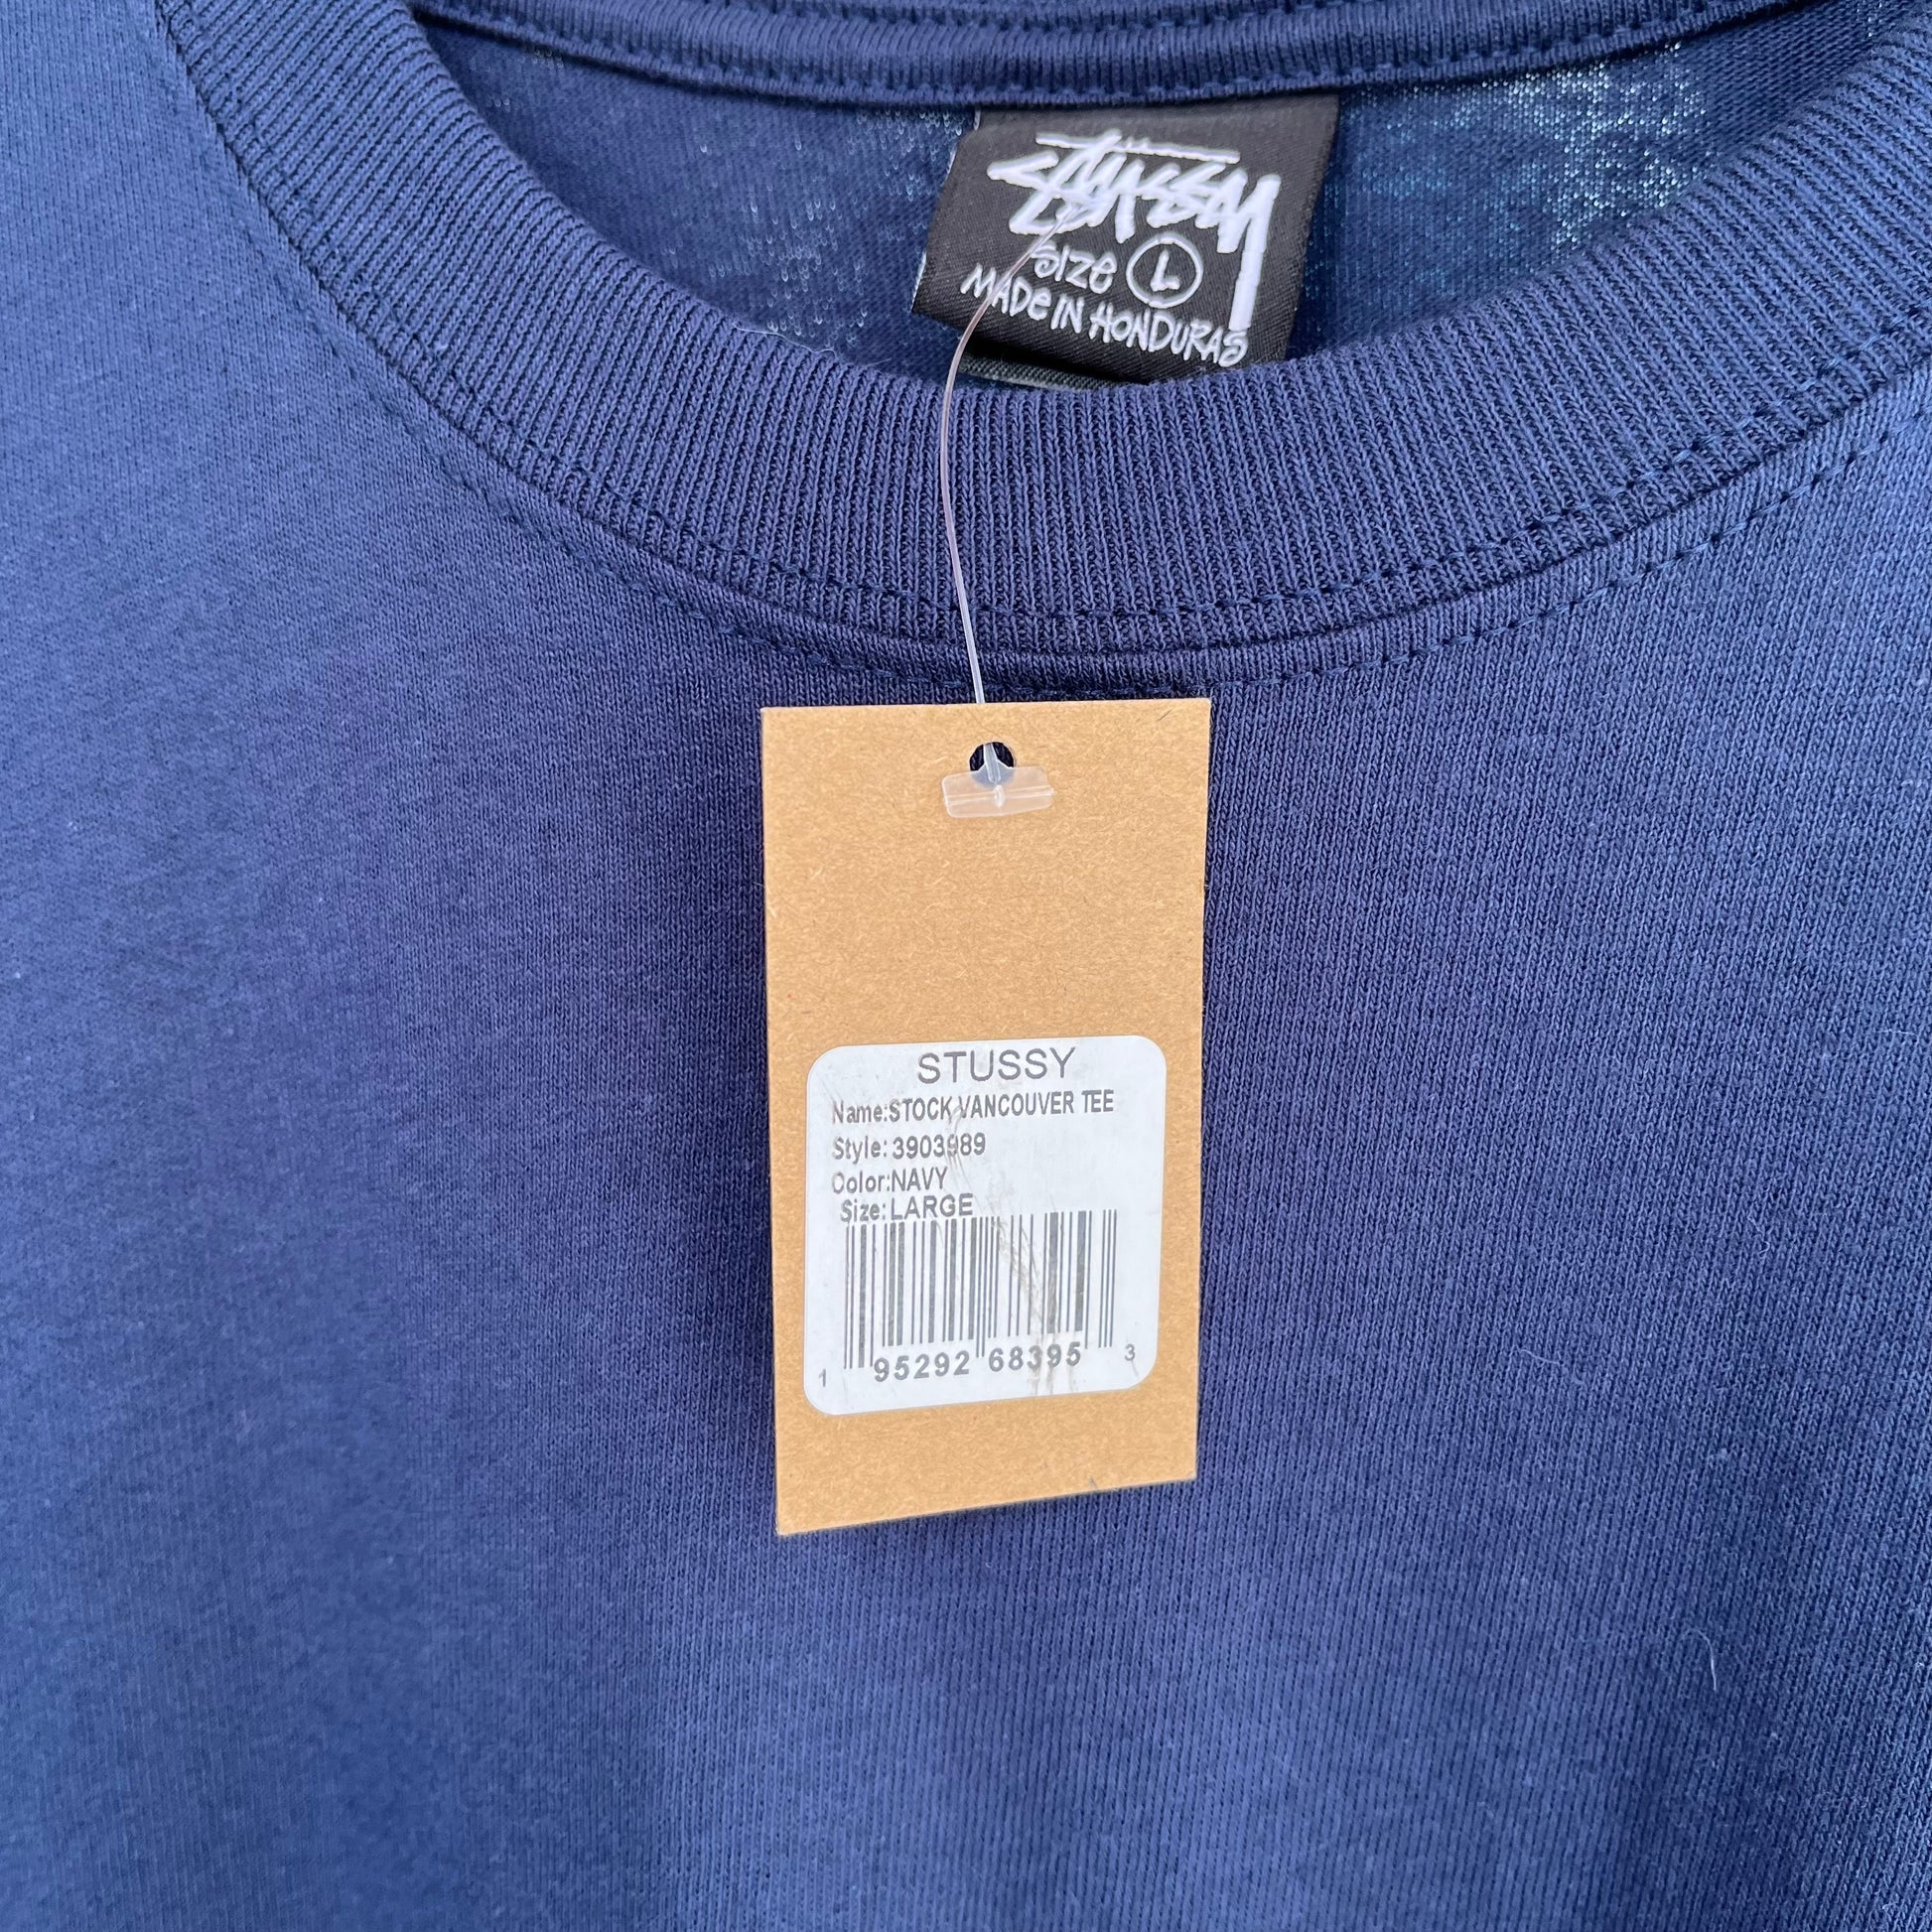 STÜSSY
SIZE L
MADE IN HONDURAS
STUSSY
Name:STOCK VANCOUVER TEE
Style: 3903989
Color:NAVY
Size: LARGE
1 95292 68395 3